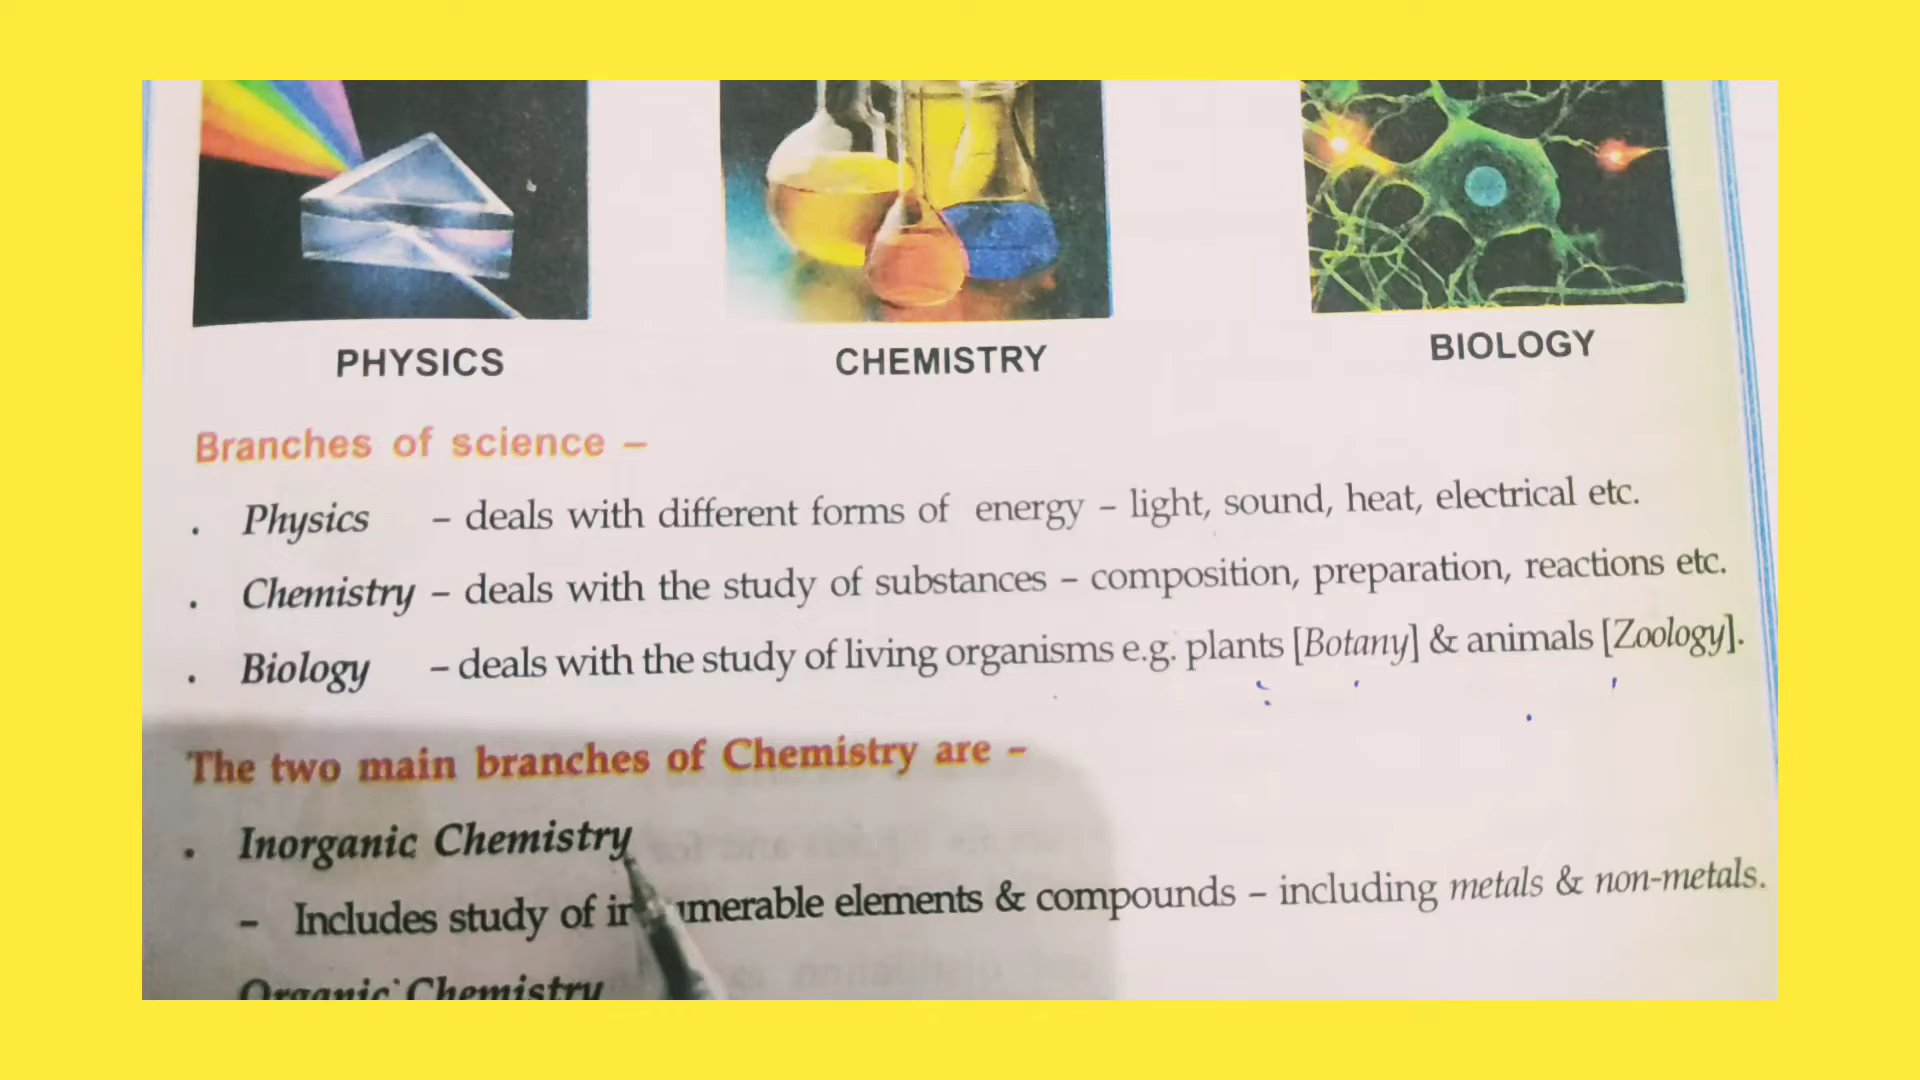 PHYSICS CHEMISTRY BIOLOGY
Branches of science –
. Physics – deals with different forms of energy – light, sound, heat, electrical etc.
. Chemistry – deals with the study of substances – composition, preparation, reactions etc.
. Biology – deals with the study of living organisms e.g. plants [Botany] & animals [Zoology].
The two main branches of Chemistry are –
. Inorganic Chemistry
– Includes study of elements & compounds – including metals & non-metals.
Organic Chemistry